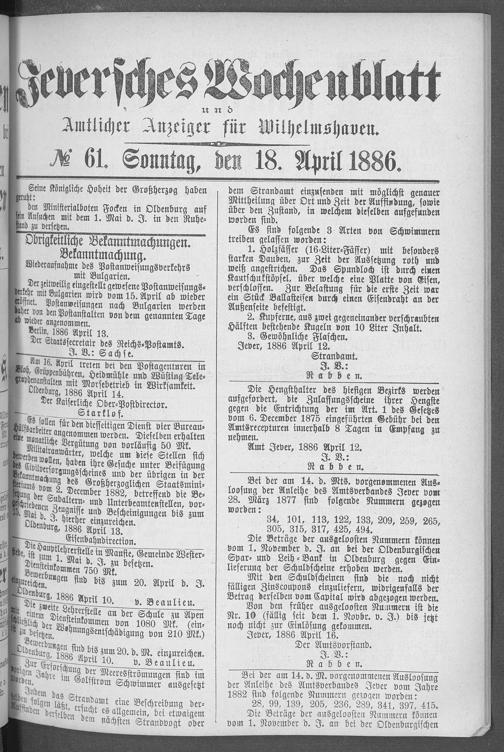 Jeversches Wochenblatt
und
Amtlicher Anzeiger für Wilhelmshaven.
№ 61. Sonntag, den 18. April 1886.
Seine Königliche Hoheit der Großherzog haben
geruht:
den Ministerialboten Focken in Oldenburg auf
sein Ansuchen mit dem 1. Mai d. J. in den Ruhe-
stand zu versetzen.
Obrigkeitliche Bekanntmachungen.
Bekanntmachung.
Wiederaufnahme des Postanweisungsverkehrs
mit Bulgarien.
Der zeitweilig eingestellt gewesene Postanweisungs-
verkehr mit Bulgarien wird vom 15. April ab wieder
eröffnet. Postanweisungen nach Bulgarien werden
daher von den Postanstalten von dem genannten Tage
ab wieder angenommen.
Berlin, 1886 April 13.
Der Staatssecretair des Reichs-Postamts.
J. V.: Sachse.
Am 16. April treten bei den Postagenturen in
Bloh, Grüppenbühren, Heidmühle und Wüsting Tele-
graphenanstalten mit Morsebetrieb in Wirksamkeit.
Oldenburg, 1886 April 14.
Der Kaiserliche Ober-Postdirector.
Starklof.
Es sollen für den diesseitigen Dienst vier Bureau-
Hülfsarbeiter angenommen werden. Dieselben erhalten
eine monatliche Vergütung von vorläufig 50 Mk.
Militairanwärter, welche um diese Stellen sich
bewerben wollen, haben ihre Gesuche unter Beifügung
des Civilversorgungsscheins und der übrigen in der
Bekanntmachung des Großherzoglichen Staatsmini-
steriums vom 2. December 1882, betreffend die Be-
setzung der Subaltern- und Unterbeamtenstellen, vor-
geschriebenen Zeugnisse und Bescheinigungen bis zum
Mai d. J. hierher einzureichen.
Oldenburg, 1886 April 13.
Eisenbahndirection.
Die Hauptlehrerstelle in Mansie, Gemeinde Wester-
stede, ist zum 1. Mai d. J. zu besetzen.
Diensteinkommen 750 Mk.
Bewerbungen sind bis zum 20. April d. J.
einzureichen.
Oldenburg, 1886 April 10. v. Beaulieu.
Die zweite Lehrerstelle an der Schule zu Apen
mit einem Diensteinkommen von 1080 Mk. (ein-
schließlich der Wohnungsentschädigung von 210 Mk.)
ist zu besetzen.
Bewerbungen sind bis zum 20. d. M. einzureichen.
Oldenburg, 1886 April 10. v. Beaulieu.
Zur Erforschung der Meeresströmungen sind im
vorigen Jahre im Golfstrom Schwimmer ausgesetzt
Indem das Strandamt eine Beschreibung der-
selben folgen läßt, ersucht es allgemein, bei etwaigem
Auffinden derselben dem nächsten Strandvogt oder
dem Strandamt einzusenden mit möglichst genauer
Mittheilung über Ort und Zeit der Auffindung, sowie
über den Zustand, in welchem dieselben aufgefunden
worden sind.
Es sind folgende 3 Arten von Schwimmern
treiben gelassen worden:
1. Holzfässer (16-Liter-Fässer) mit besonders
starken Dauben, zur Zeit der Aussetzung roth und
weiß angestrichen. Das Spundloch ist durch einen
Kautschukstöpsel, über welche eine Platte von Eisen,
verschlossen. Zur Belastung für die erste Zeit war
ein Stück Ballasteisen durch einen Eisendraht an der
Außenseite befestigt.
2. Kupferne, aus zwei gegeneinander verschraubten
Hälften bestehende Kugeln von 10 Liter Inhalt.
3. Gewöhnliche Flaschen.
Jever, 1886 April 12.
Strandamt.
J. V.:
Rabben.
Die Hengsthalter des hiesigen Bezirks werden
aufgefordert, die Zulassungsscheine ihrer Hengste
gegen die Entrichtung der im Art. 1 des Gesetzes
vom 6. December 1875 eingeführten Gebühr bei den
Amtsreceptoren innerhalb 8 Tagen in Empfang zu
nehmen.
Amt Jever, 1886 April 12.
J. V.:
Rabben.
Bei der am 14. d. Mts. vorgenommenen Aus-
loosung der Anleihe des Amtsverbandes Jever vom
28. März 1877 sind folgende Nummern gezogen
worden:
34, 101, 113, 122, 133, 209, 259, 265,
305, 315, 317, 425, 494.
Die Beträge der ausgeloosten Nummern können
vom 1. November d. J. an bei der Oldenburgischen
Spar- und Leih-Bank in Oldenburg gegen Ein-
lieferung der Schuldscheine erhoben werden.
Mit den Schuldscheinen sind die noch nicht
fälligen Zinscoupons einzuliefern, widrigenfalls der
Betrag derselben vom Capital wird abgezogen werden.
Von den früher ausgeloosten Nummern ist die
Nr. 10 (fällig seit dem 1. Novbr. v. J.) bis jetzt
noch nicht zur Einlösung gekommen.
Jever, 1886 April 16.
Der Amtsvorstand.
J. V.:
Rabben.
Bei der am 14. d. M. vorgenommenen Ausloosung
der Anleihe des Amtsverbandes Jever vom Jahre
1882 sind folgende Nummern gezogen worden:
28, 99, 139, 205, 236, 289, 341, 397, 415.
Die Beträge der ausgeloosten Nummern können
vom 1. November d. J. an bei der Oldenburgischen